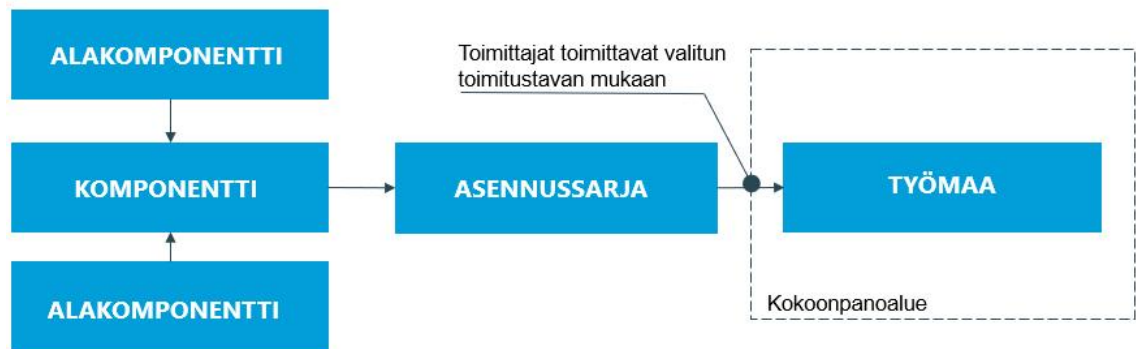 ALAKOMPONENTTI
Toimittajat toimittavat valitun
toimitustavan mukaan
KOMPONENTTI
ASENNUSSARJA
TYÖMAA
ALAKOMPONENTTI
Kokoonpanoalue